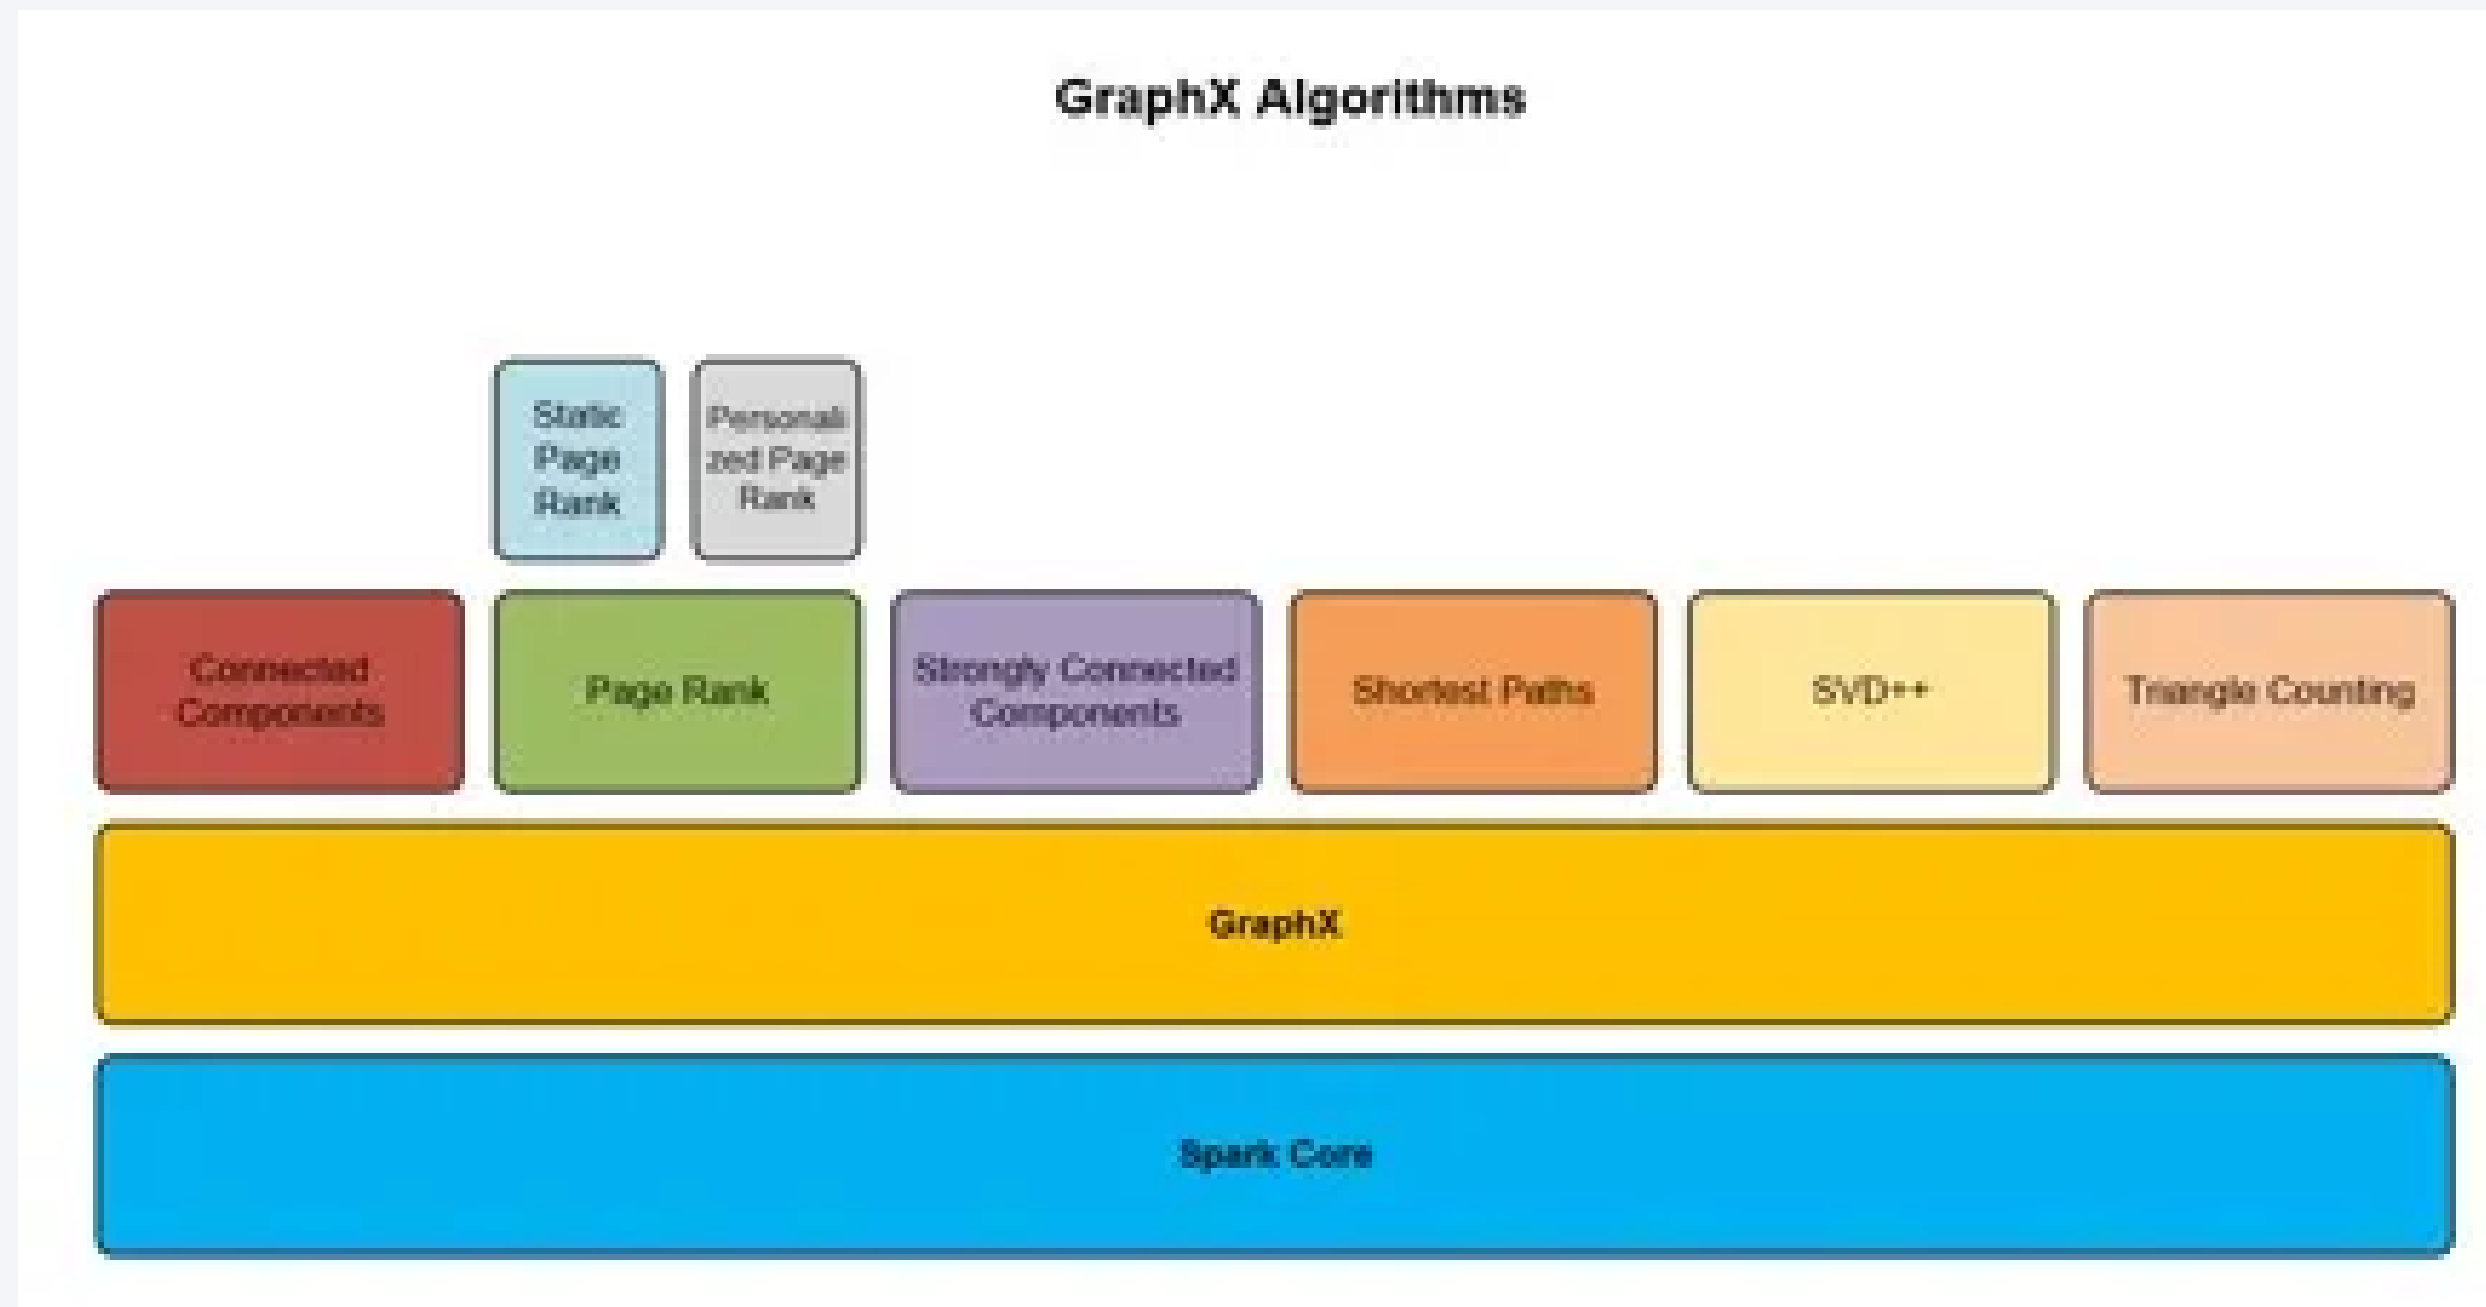 GraphX Algorithms
Static
Page
Rank
Personali
zed Page
Rank
Connected
Components
Page Rank
Strongly Connected
Components
Shortest Paths
SVD++
Triangle Counting
GraphX
Spark Core